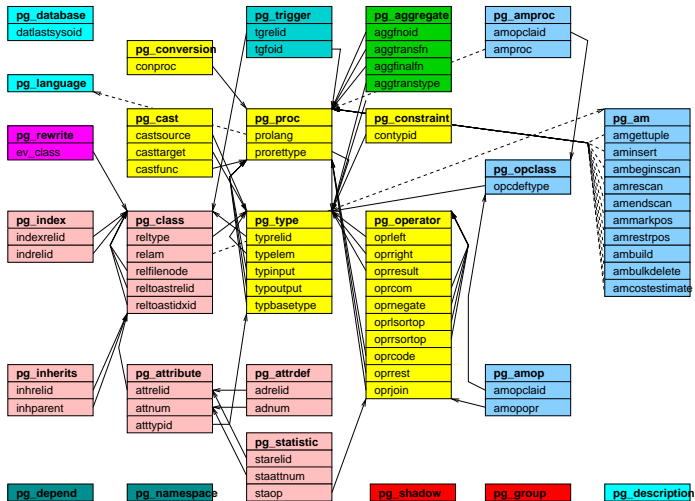 pg_database
datlastsysoid
pg_conversion
conproc
pg_trigger
tgrelid
tgfoid
pg_aggregate
aggfnoid
aggtransfn
aggfinalfn
aggtranstype
pg_amproc
amopclaid
amproc
pg_language
pg_rewrite
ev_class
pg_cast
castsource
casttarget
castfunc
pg_proc
prolang
prorettype
pg_constraint
contypid
pg_opclass
opcdeftype
pg_am
amgettuple
aminsert
ambeginscan
amrescan
amendscan
ammarkpos
amrestrpos
ambuild
ambulkdelete
amcostestimate
pg_index
indexrelid
indrelid
pg_class
reltype
relam
relfilenode
reltoastrelid
reltoastidxid
pg_type
typrelid
typelem
typinput
typoutput
typbasetype
pg_operator
oprleft
oprright
oprresult
oprcom
oprnegate
oprlsortop
oprrsortop
oprcode
oprrest
oprjoin
pg_inherits
inhrelid
inhparent
pg_attribute
attrelid
attnum
atttypid
pg_attrdef
adrelid
adnum
pg_amop
amopclaid
amopopr
pg_statistic
starelid
staattnum
staop
pg_depend
pg_namespace
pg_shadow
pg_group
pg_description